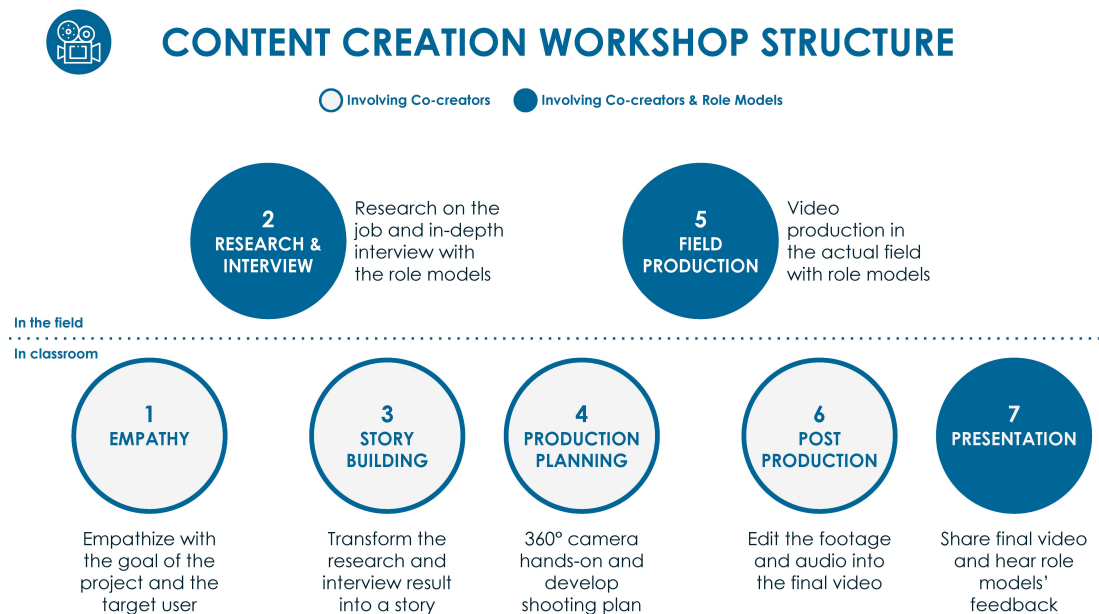 CONTENT CREATION WORKSHOP STRUCTURE
Involving Co-creators
Involving Co-creators & Role Models
2
RESEARCH &
INTERVIEW
Research on the
job and in-depth
interview with
the role models
5
FIELD
PRODUCTION
Video
production in
the actual field
with role models
In the field
In classroom
1
EMPATHY
Empathize with
the goal of the
project and the
target user
3
STORY
BUILDING
Transform the
research and
interview result
into a story
4
PRODUCTION
PLANNING
360° camera
hands-on and
develop
shooting plan
6
POST
PRODUCTION
Edit the footage
and audio into
the final video
7
PRESENTATION
Share final video
and hear role
models’
feedback